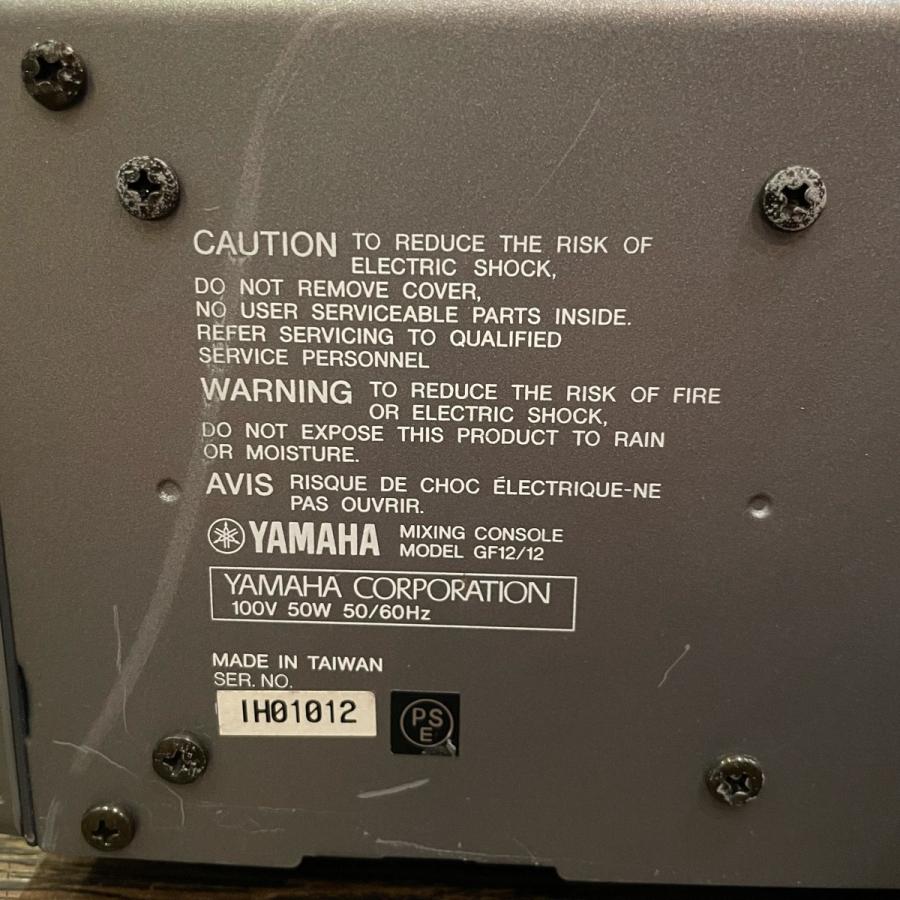 CAUTION TO REDUCE THE RISK OF
ELECTRIC SHOCK,
DO NOT REMOVE COVER,
NO USER SERVICEABLE PARTS INSIDE.
REFER SERVICING TO QUALIFIED
SERVICE PERSONNEL
WARNING TO REDUCE THE RISK OF FIRE
OR ELECTRIC SHOCK,
DO NOT EXPOSE THIS PRODUCT TO RAIN
OR MOISTURE.
AVIS RISQUE DE CHOC ÉLECTRIQUE-NE
PAS OUVRIR.
YAMAHA MIXING CONSOLE
MODEL GF12/12
YAMAHA CORPORATION
100V 50W 50/60Hz
MADE IN TAIWAN
SER. NO.
IH01012
PS
E